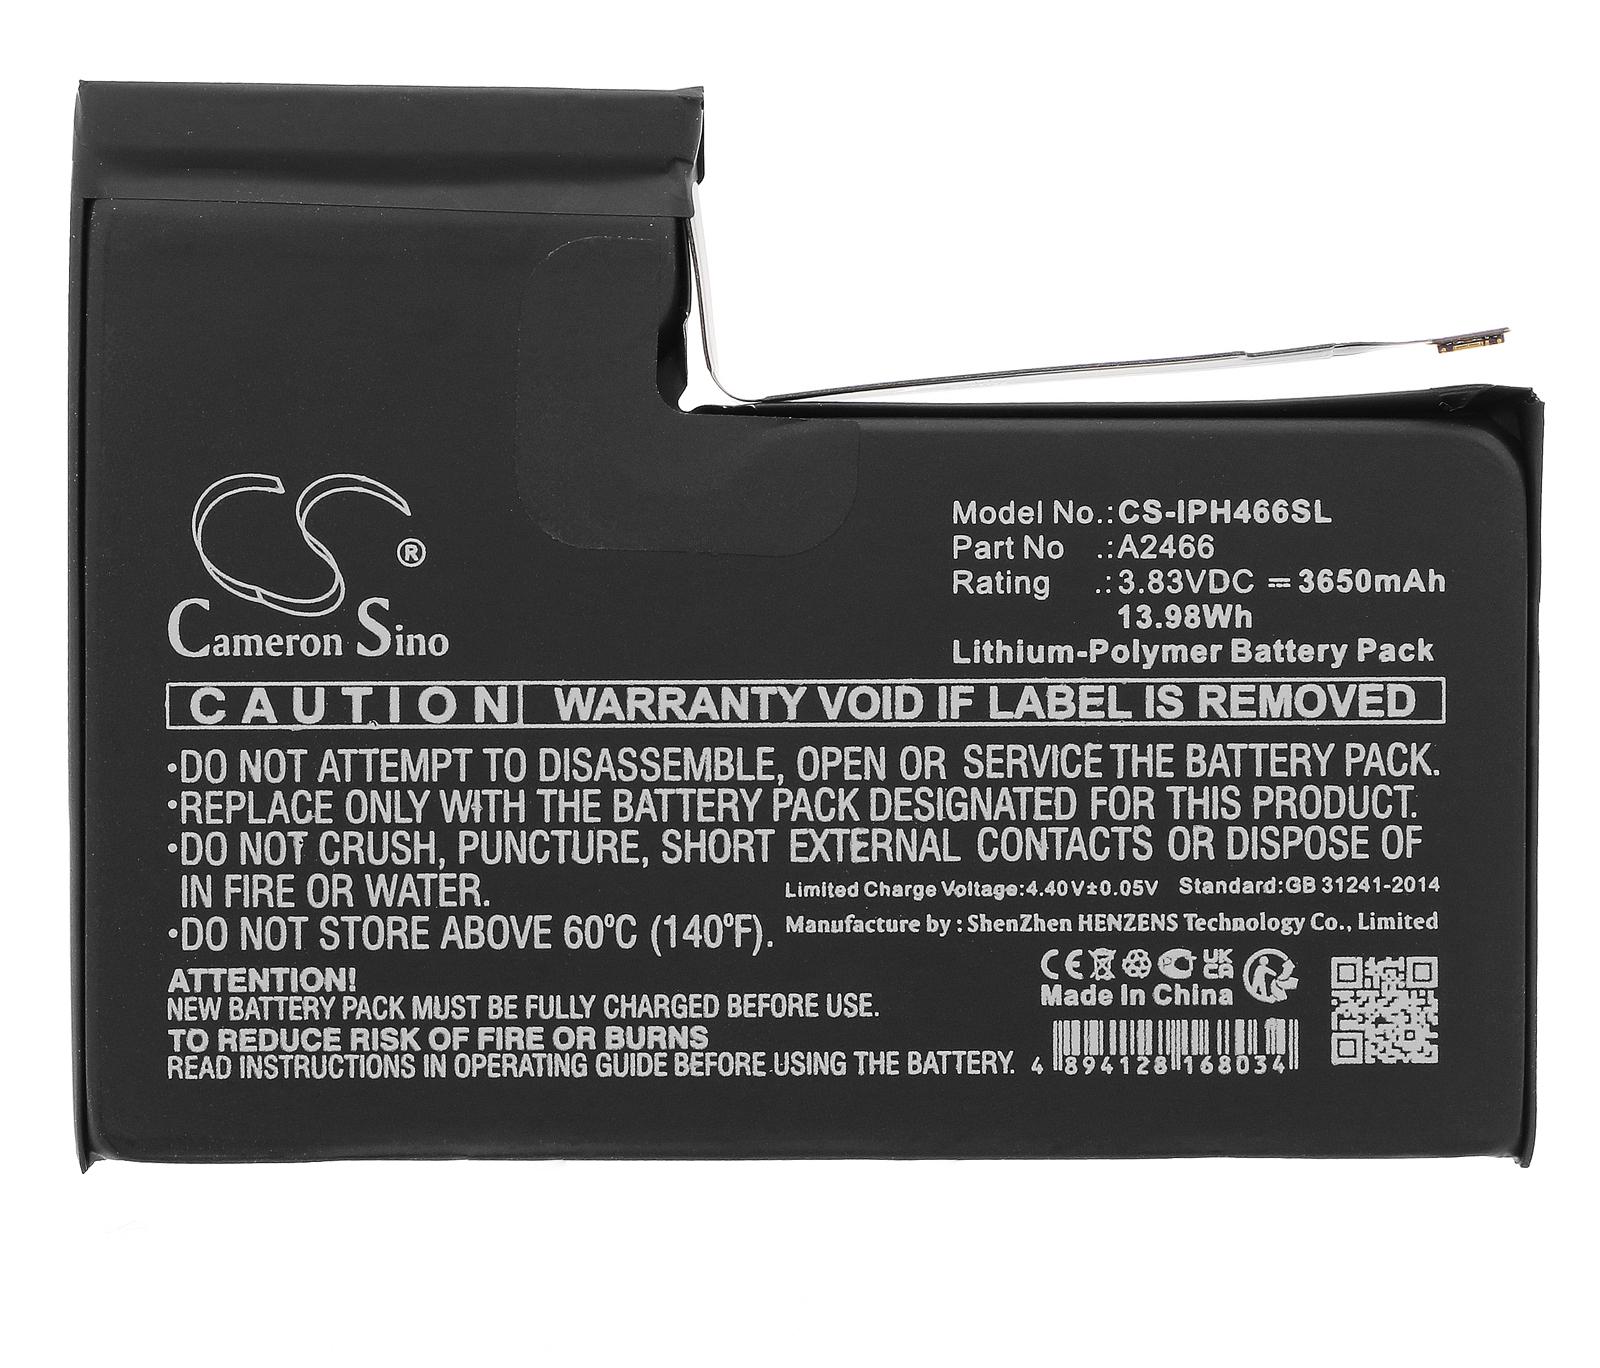 CS®
Cameron Sino
Model No.:CS-IPH466SL
Part No .:A2466
Rating .:3.83VDC ⎓ 3650mAh
13.98Wh
Lithium-Polymer Battery Pack
CAUTION WARRANTY VOID IF LABEL IS REMOVED
·DO NOT ATTEMPT TO DISASSEMBLE, OPEN OR SERVICE THE BATTERY PACK.
·REPLACE ONLY WITH THE BATTERY PACK DESIGNATED FOR THIS PRODUCT.
·DO NOT CRUSH, PUNCTURE, SHORT EXTERNAL CONTACTS OR DISPOSE OF
IN FIRE OR WATER.
·DO NOT STORE ABOVE 60°C (140°F).
Limited Charge Voltage:4.40V±0.05V Standard:GB 31241-2014
Manufacture by : ShenZhen HENZENS Technology Co., Limited
ATTENTION!
NEW BATTERY PACK MUST BE FULLY CHARGED BEFORE USE.
TO REDUCE RISK OF FIRE OR BURNS
READ INSTRUCTIONS IN OPERATING GUIDE BEFORE USING THE BATTERY.
CE UKCA
Made In China
4 894128 168034